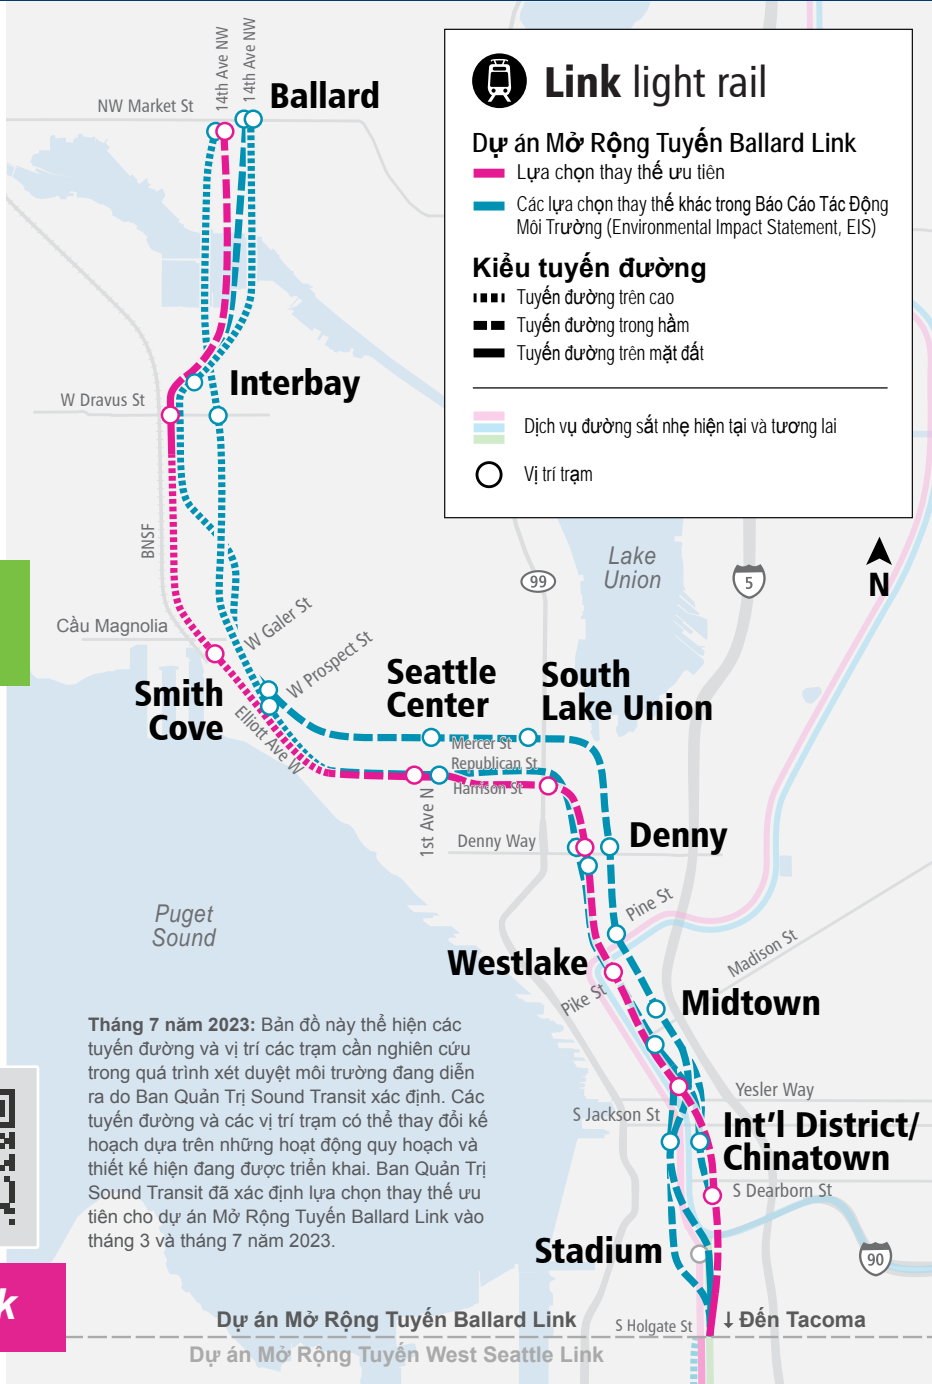 14th Ave NW
14th Ave NW
Ballard
NW Market St
Link light rail
Dự án Mở Rộng Tuyến Ballard Link
Lựa chọn thay thế ưu tiên
Các lựa chọn thay thế khác trong Báo Cáo Tác Động
Môi Trường (Environmental Impact Statement, EIS)
Kiểu tuyến đường
Tuyến đường trên cao
Tuyến đường trong hầm
Tuyến đường trên mặt đất
Dịch vụ đường sắt nhẹ hiện tại và tương lai
Vị trí trạm
Interbay
W Dravus St
BNSF
Lake
Union
99
5
N
Cầu Magnolia
W Galer St
W Prospect St
Smith
Cove
Elliott Ave W
Seattle
Center
South
Lake Union
Mercer St
Republican St
Harrison St
1st Ave N
Denny Way
Denny
Pine St
Puget
Sound
Westlake
Madison St
Pike St
Midtown
Tháng 7 năm 2023: Bản đồ này thể hiện các
tuyến đường và vị trí các trạm cần nghiên cứu
trong quá trình xét duyệt môi trường đang diễn
ra do Ban Quản Trị Sound Transit xác định. Các
tuyến đường và các vị trí trạm có thể thay đổi kế
hoạch dựa trên những hoạt động quy hoạch và
thiết kế hiện đang được triển khai. Ban Quản Trị
Sound Transit đã xác định lựa chọn thay thế ưu
tiên cho dự án Mở Rộng Tuyến Ballard Link vào
tháng 3 và tháng 7 năm 2023.
Yesler Way
S Jackson St
Int'l District/
Chinatown
S Dearborn St
Stadium
90
k
Dự án Mở Rộng Tuyến Ballard Link
S Holgate St
↓ Đến Tacoma
Dự án Mở Rộng Tuyến West Seattle Link